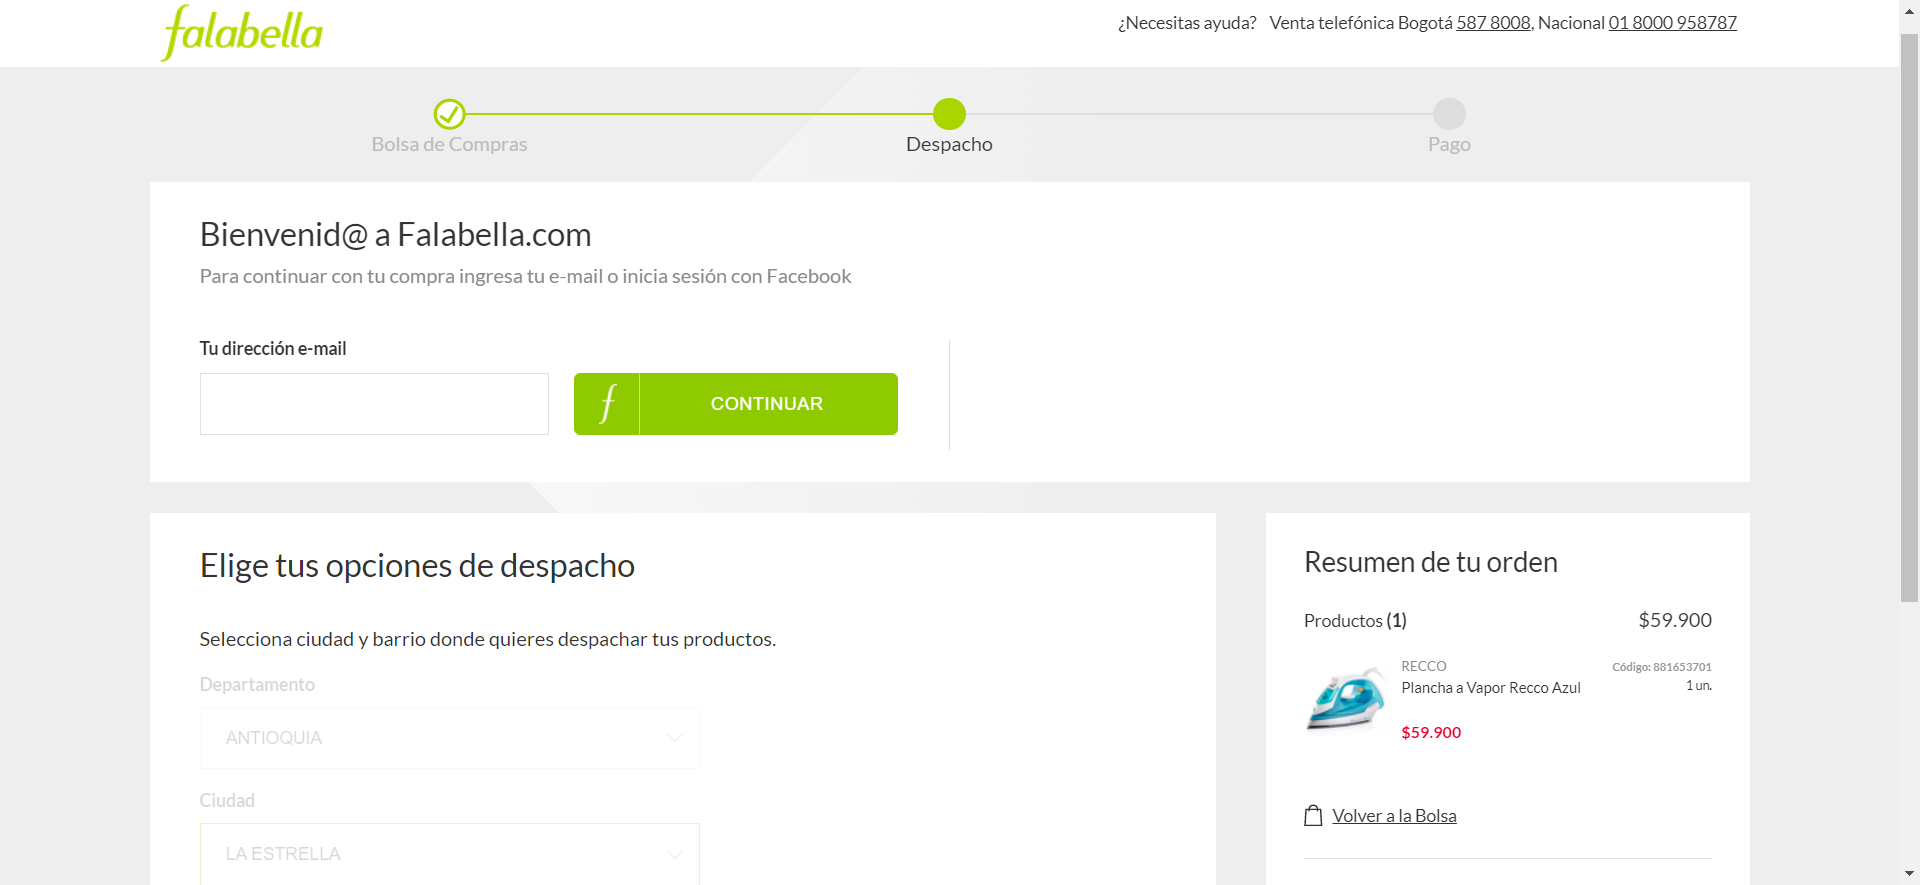 falabella
¿Necesitas ayuda? Venta telefónica Bogotá 587 8008, Nacional 01 8000 958787
Bolsa de Compras
Despacho
Pago
Bienvenid@ a Falabella.com
Para continuar con tu compra ingresa tu e-mail o inicia sesión con Facebook
Tu dirección e-mail
f CONTINUAR
Elige tus opciones de despacho
Selecciona ciudad y barrio donde quieres despachar tus productos.
Departamento
ANTIOQUIA
Ciudad
LA ESTRELLA
Resumen de tu orden
Productos (1) $59.900
RECCO Código: 881653701
Plancha a Vapor Recco Azul 1 un.
$59.900
Volver a la Bolsa